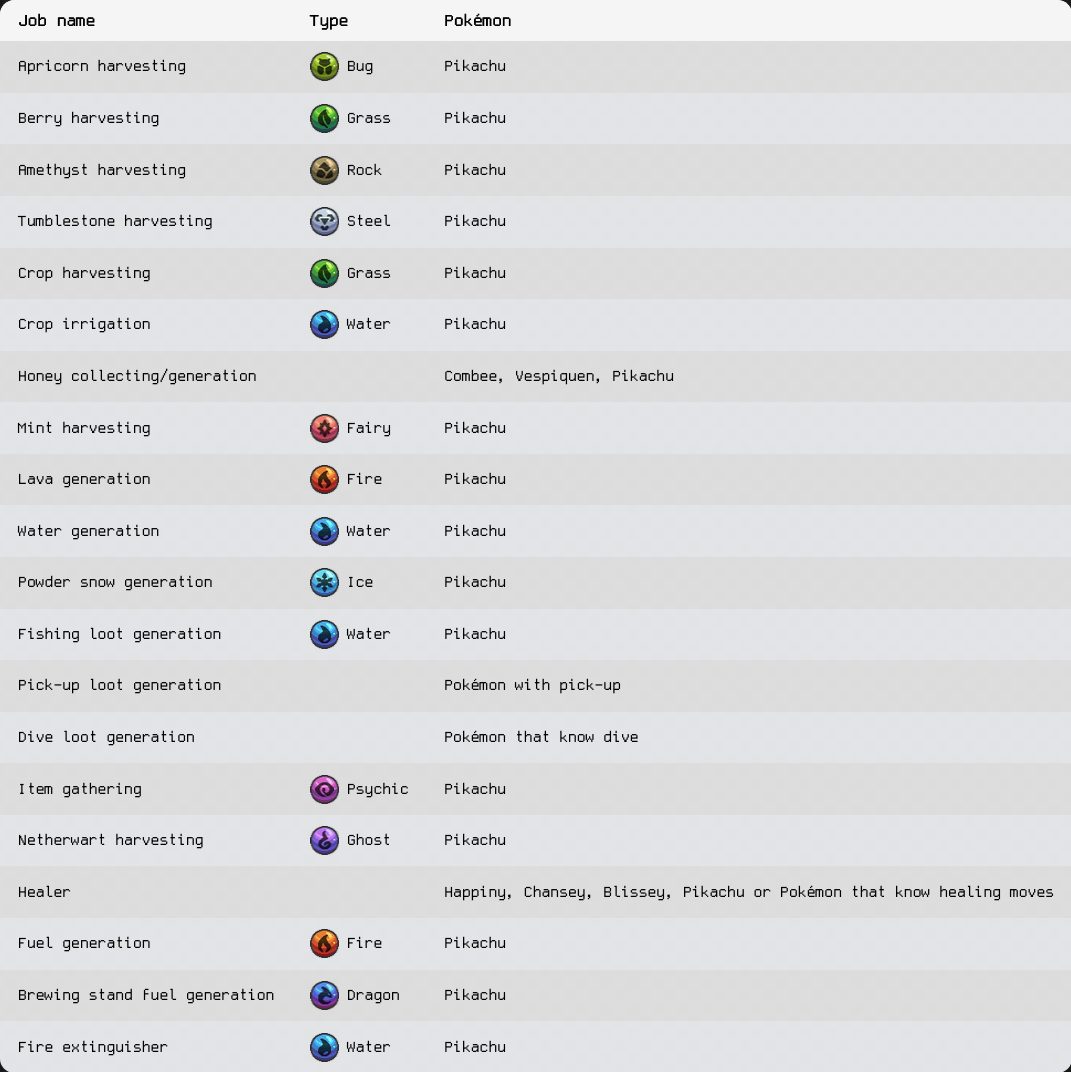 Job name Type Pokémon
Apricorn harvesting Bug Pikachu
Berry harvesting Grass Pikachu
Amethyst harvesting Rock Pikachu
Tumblestone harvesting Steel Pikachu
Crop harvesting Grass Pikachu
Crop irrigation Water Pikachu
Honey collecting/generation Combee, Vespiquen, Pikachu
Mint harvesting Fairy Pikachu
Lava generation Fire Pikachu
Water generation Water Pikachu
Powder snow generation Ice Pikachu
Fishing loot generation Water Pikachu
Pick-up loot generation Pokémon with pick-up
Dive loot generation Pokémon that know dive
Item gathering Psychic Pikachu
Netherwart harvesting Ghost Pikachu
Healer Happiny, Chansey, Blissey, Pikachu or Pokémon that know healing moves
Fuel generation Fire Pikachu
Brewing stand fuel generation Dragon Pikachu
Fire extinguisher Water Pikachu